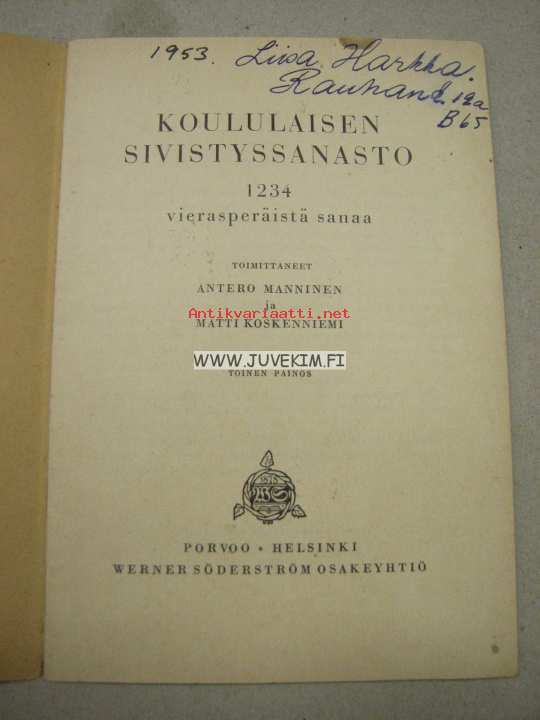 1953. Liisa Harkka.
12a
B65
KOULULAISEN
SIVISTYSSANASTO
1234
vierasperäistä sanaa
TOIMITTANEET
ANTERO MANNINEN
ja
Antikvariaatti.net
MATTI KOSKENNIEMI
WWW.JUVEKIM.FI
TOINEN PAINOS
WS
PORVOO • HELSINKI
WERNER SÖDERSTRÖM OSAKEYHTIÖ